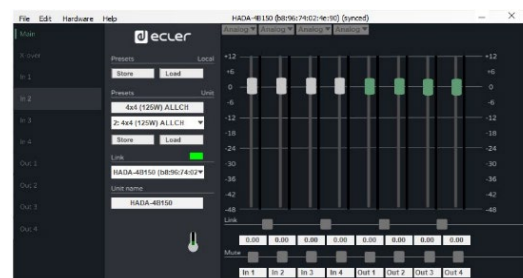 File Edit Hardware Help
HADA-4B150 (b8:96:74:02:4e:90) (synced)
Main
X-over
In 1
In 2
In 3
In 4
Out 1
Out 2
Out 3
Out 4
ecler
Presets Local
Store Load
Presets Unit
4x4 (125W) ALLCH
2: 4x4 (125W) ALLCH
Store Load
Link
HADA-4B150 (b8:96:74:02
Unit name
HADA-4B150
Analog Analog Analog Analog
+12 +12
+6 +6
0 0
-6 -6
-12 -12
-18 -18
-24 -24
-30 -30
-36 -36
-42 -42
-48 -48
Link
0.00 0.00 0.00 0.00 0.00 0.00 0.00 0.00
Mute
In 1 In 2 In 3 In 4 Out 1 Out 2 Out 3 Out 4